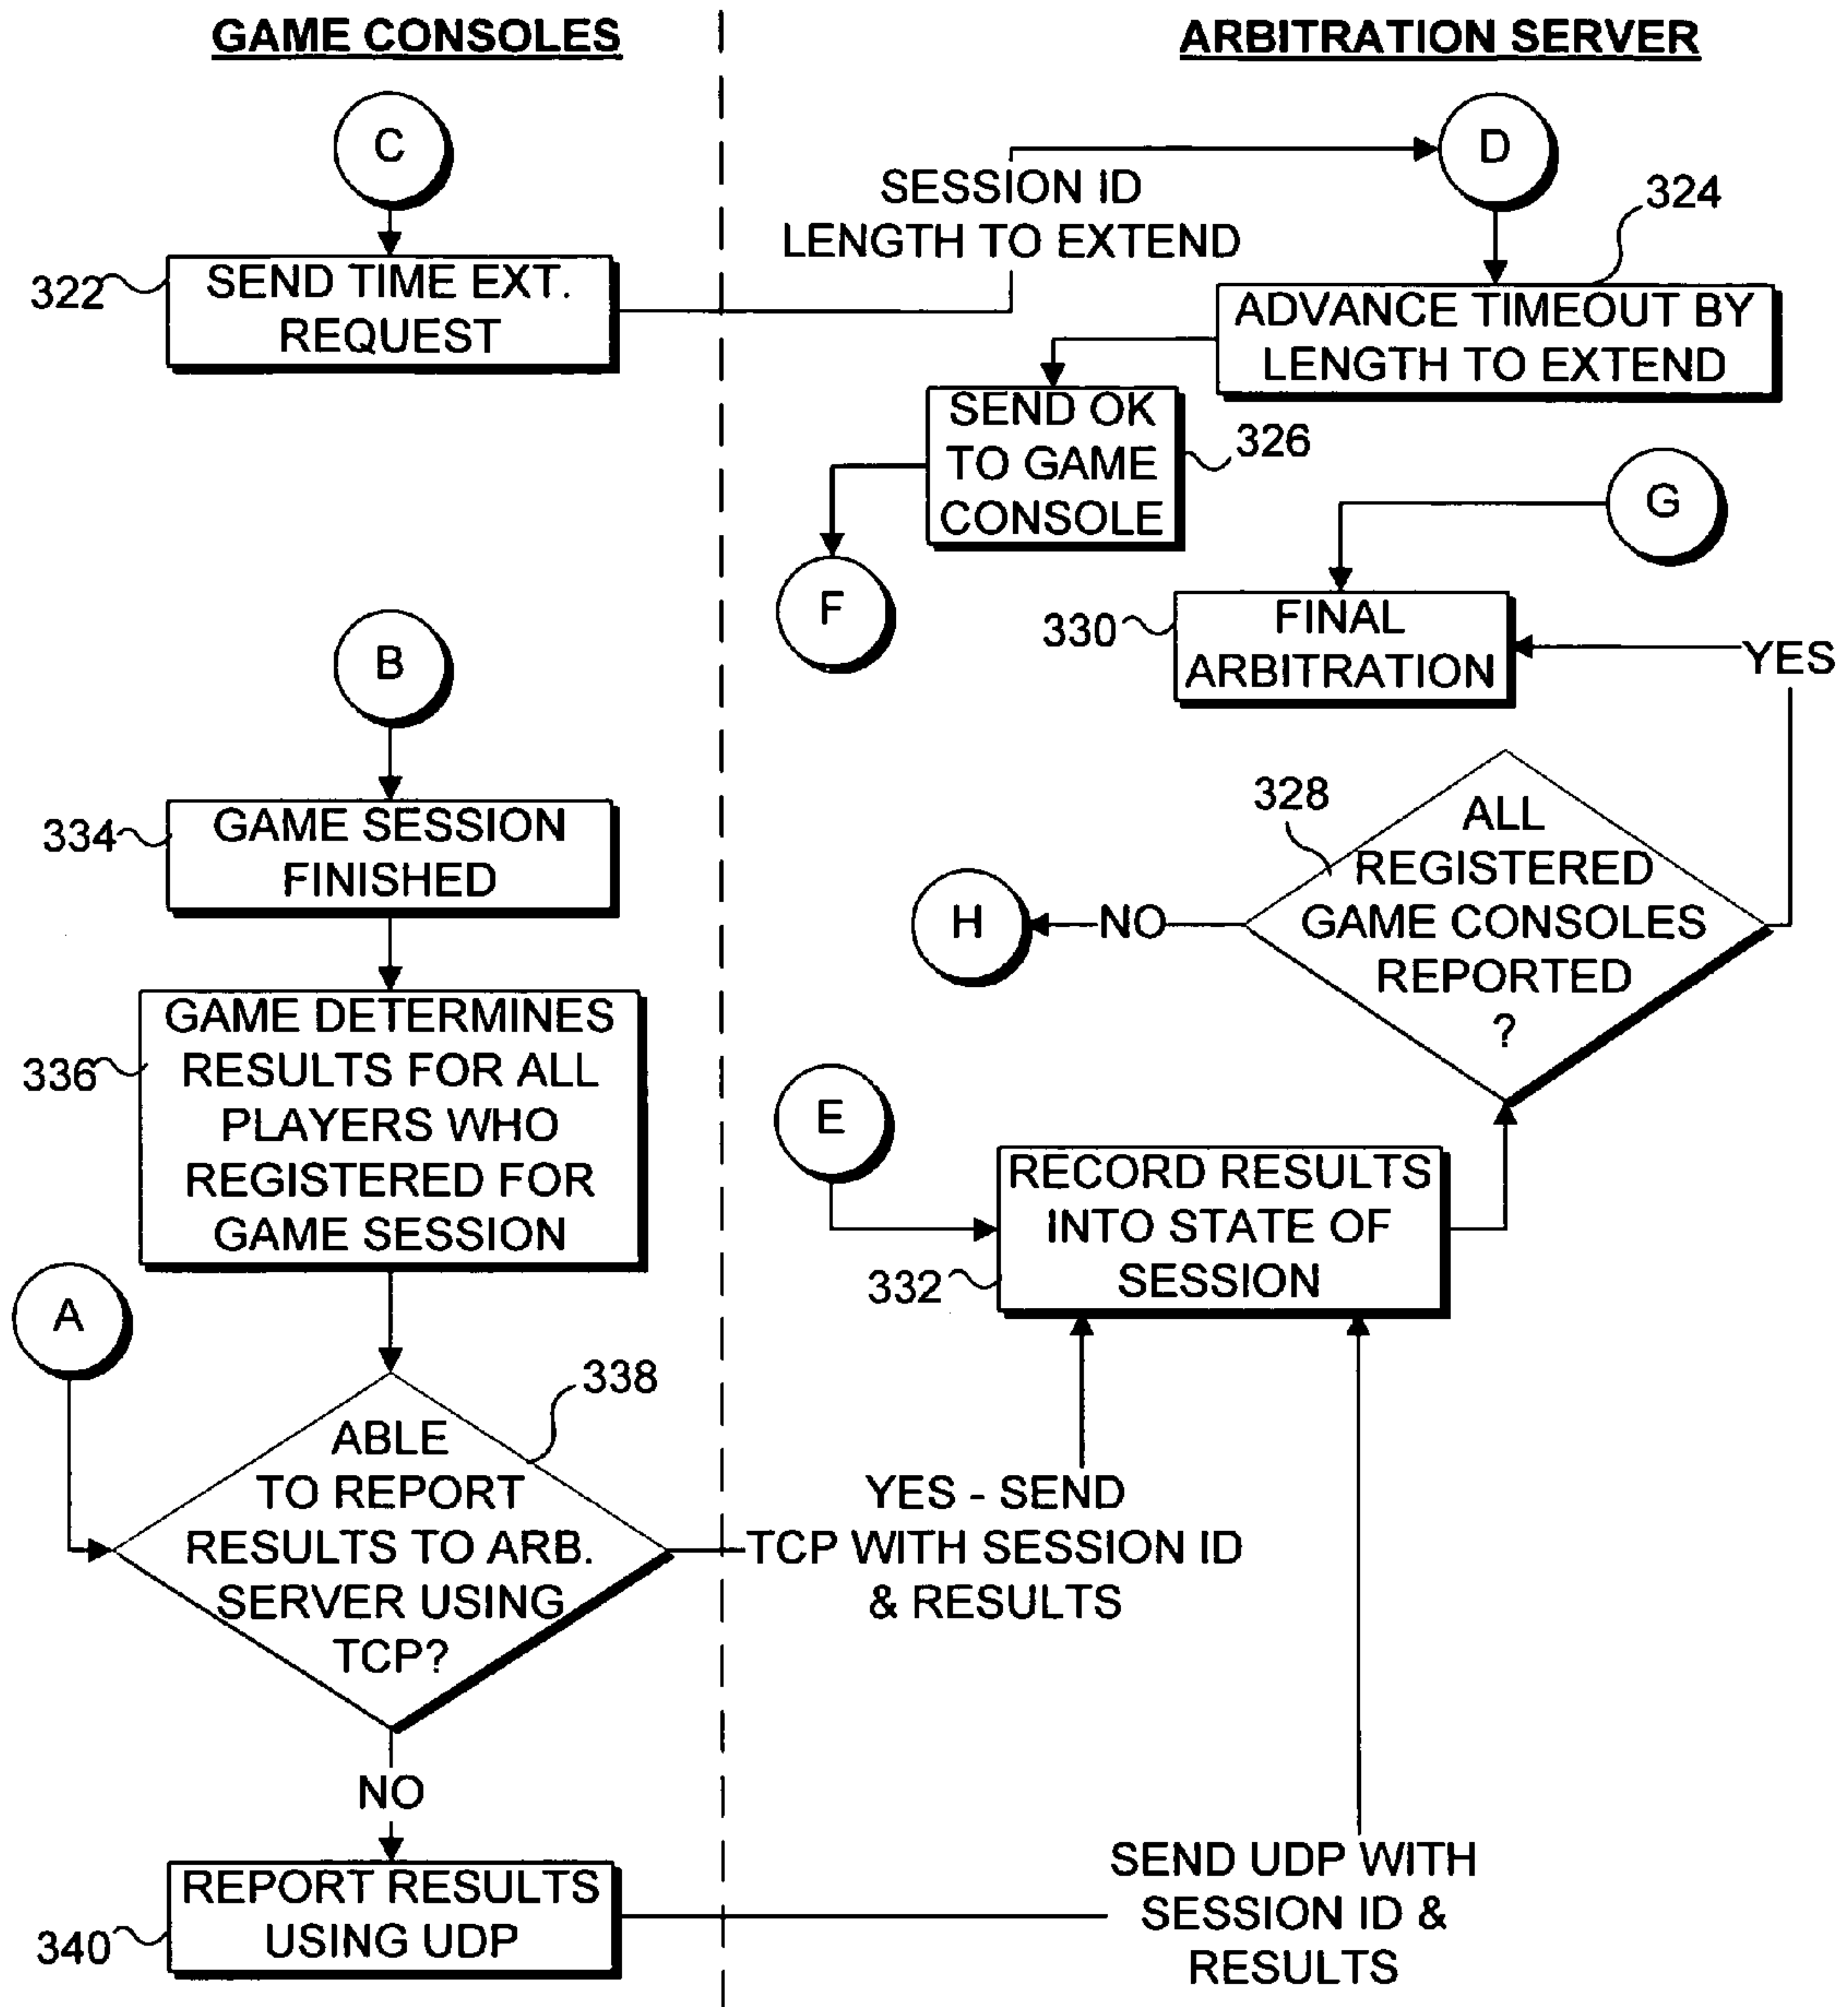 GAME CONSOLES
ARBITRATION SERVER
C
D
SESSION ID
LENGTH TO EXTEND
324
322
SEND TIME EXT.
REQUEST
ADVANCE TIMEOUT BY
LENGTH TO EXTEND
SEND OK
TO GAME
CONSOLE
326
G
F
FINAL
ARBITRATION
330
YES
B
328
ALL
REGISTERED
GAME CONSOLES
REPORTED
?
334
GAME SESSION
FINISHED
H
NO
336
GAME DETERMINES
RESULTS FOR ALL
PLAYERS WHO
REGISTERED FOR
GAME SESSION
E
RECORD RESULTS
INTO STATE OF
SESSION
332
A
338
ABLE
TO REPORT
RESULTS TO ARB.
SERVER USING
TCP?
YES - SEND
TCP WITH SESSION ID
& RESULTS
NO
REPORT RESULTS
USING UDP
340
SEND UDP WITH
SESSION ID &
RESULTS